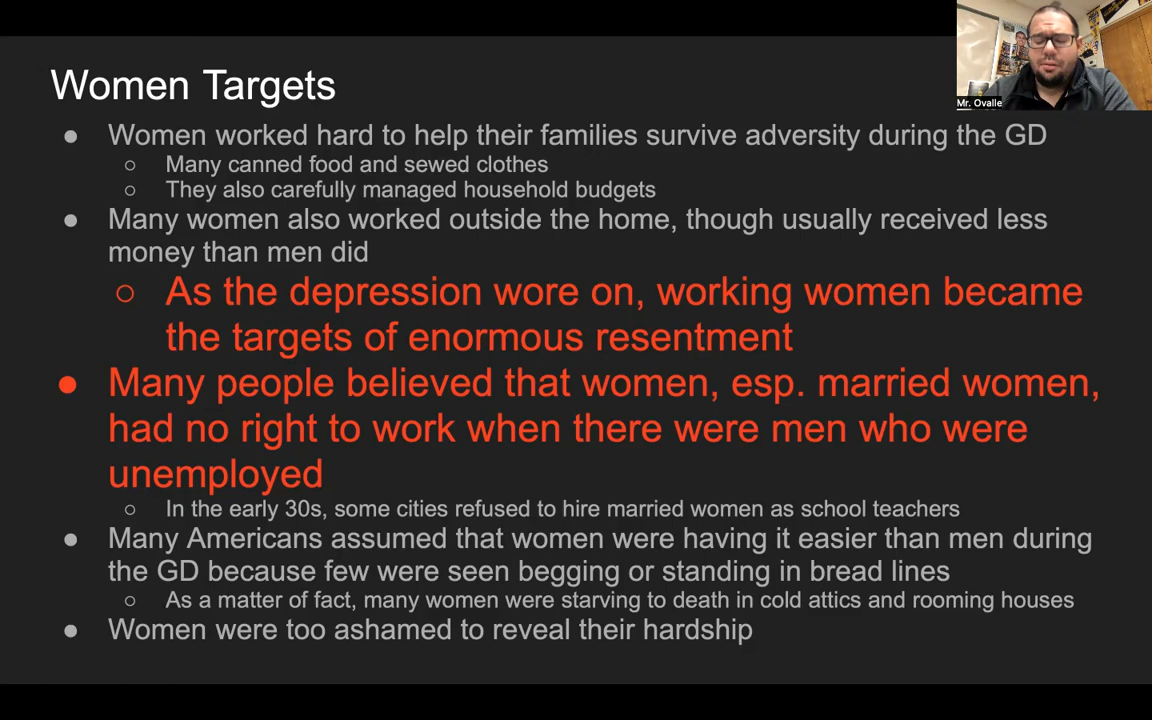 Women Targets
Mr. Ovalle
● Women worked hard to help their families survive adversity during the GD
○ Many canned food and sewed clothes
○ They also carefully managed household budgets
● Many women also worked outside the home, though usually received less
money than men did
○ As the depression wore on, working women became
the targets of enormous resentment
● Many people believed that women, esp. married women,
had no right to work when there were men who were
unemployed
○ In the early 30s, some cities refused to hire married women as school teachers
● Many Americans assumed that women were having it easier than men during
the GD because few were seen begging or standing in bread lines
○ As a matter of fact, many women were starving to death in cold attics and rooming houses
● Women were too ashamed to reveal their hardship